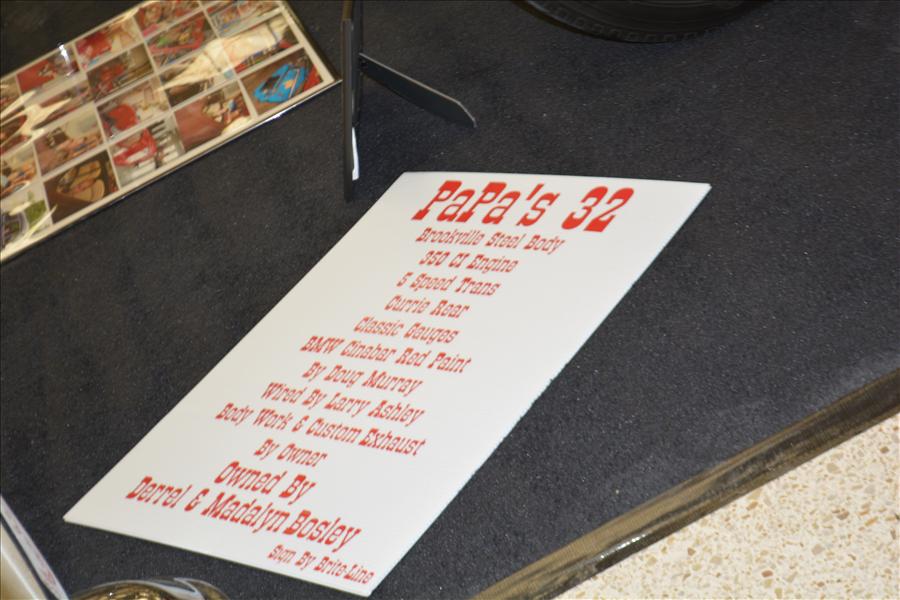 PaPa's 32
Brookville Steel Body
350 CI Engine
5 Speed Trans
Currie Rear
Classic Gauges
BMW Cinabar Red Paint
By Doug Murray
Wired By Larry Ashley
Body Work & Custom Exhaust
By Owner
Owned By
Derrel & Madalyn Bosley
Sign By Brite-Line